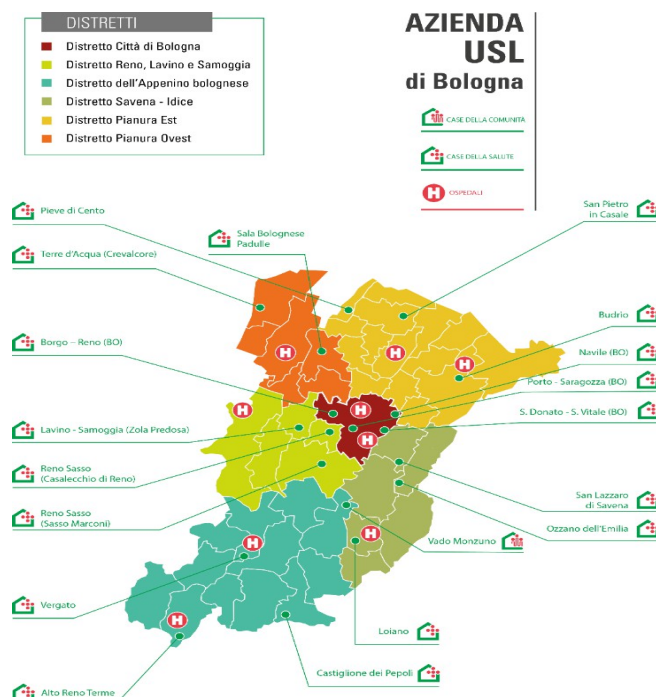 DISTRETTI
Distretto Città di Bologna
Distretto Reno, Lavino e Samoggia
Distretto dell'Appenino bolognese
Distretto Savena - Idice
Distretto Pianura Est
Distretto Pianura Ovest
AZIENDA
USL
di Bologna
CASE DELLA COMUNITÀ
CASE DELLA SALUTE
H OSPEDALI
Pieve di Cento
Terre d'Acqua (Crevalcore)
Sala Bolognese
Padulle
San Pietro
in Casale
Borgo – Reno (BO)
Budrio
Navile (BO)
Porto - Saragozza (BO)
S. Donato - S. Vitale (BO)
Lavino - Samoggia (Zola Predosa)
Reno Sasso
(Casalecchio di Reno)
Reno Sasso
(Sasso Marconi)
San Lazzaro
di Savena
Ozzano dell'Emilia
Vado Monzuno
Vergato
Loiano
Castiglione dei Pepoli
Alto Reno Terme
H
H
H
H
H
H
H
H
H